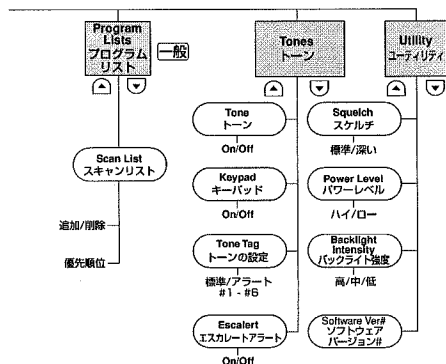 Program
Lists
プログラム
リスト
一般
Scan List
スキャンリスト
追加/削除
優先順位
Tones
トーン
Tone
トーン
On/Off
Keypad
キーパッド
On/Off
Tone Tag
トーンの設定
標準/アラート
#1 - #6
Escalert
エスカレートアラート
On/Off
Utility
ユーティリティ
Squelch
スケルチ
標準/深い
Power Level
パワーレベル
ハイ/ロー
Backlight
Intensity
バックライト強度
高/中/低
Software Ver#
ソフトウェア
バージョン#